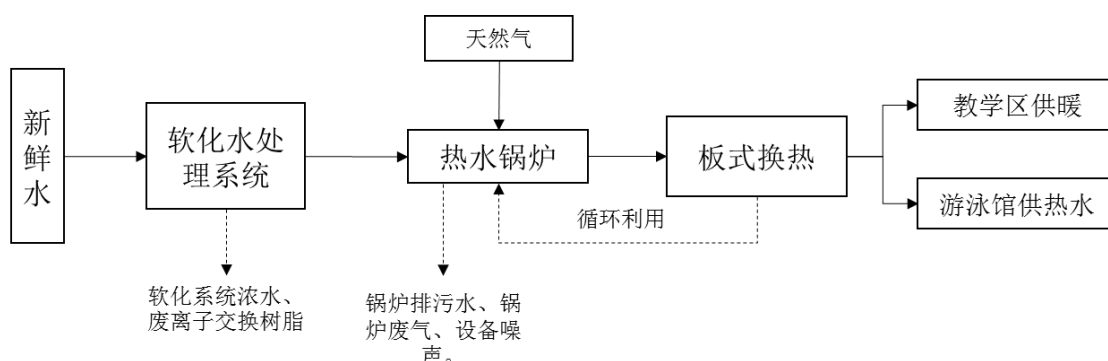 天然气
新
鲜
水
软化水处
理系统
热水锅炉
板式换热
教学区供暖
游泳馆供热水
循环利用
软化系统浓水、
废离子交换树脂
锅炉排污水、锅
炉废气、设备噪
声。